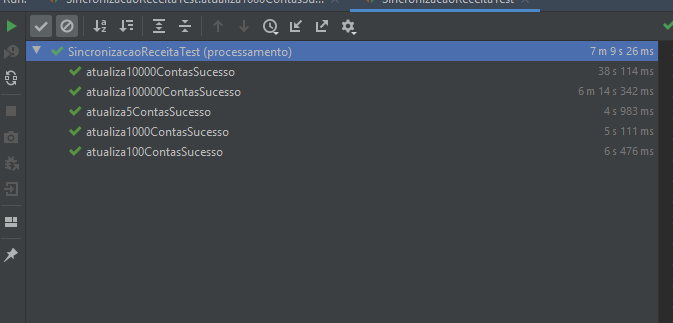 Run: SincronizacaoReceitaTest.atualiza1000ContasSu... SincronizacaoReceitaTest
SincronizacaoReceitaTest (processamento) 7 m 9 s 26 ms
atualiza10000ContasSucesso 38 s 114 ms
atualiza100000ContasSucesso 6 m 14 s 342 ms
atualiza5ContasSucesso 4 s 983 ms
atualiza1000ContasSucesso 5 s 111 ms
atualiza100ContasSucesso 6 s 476 ms